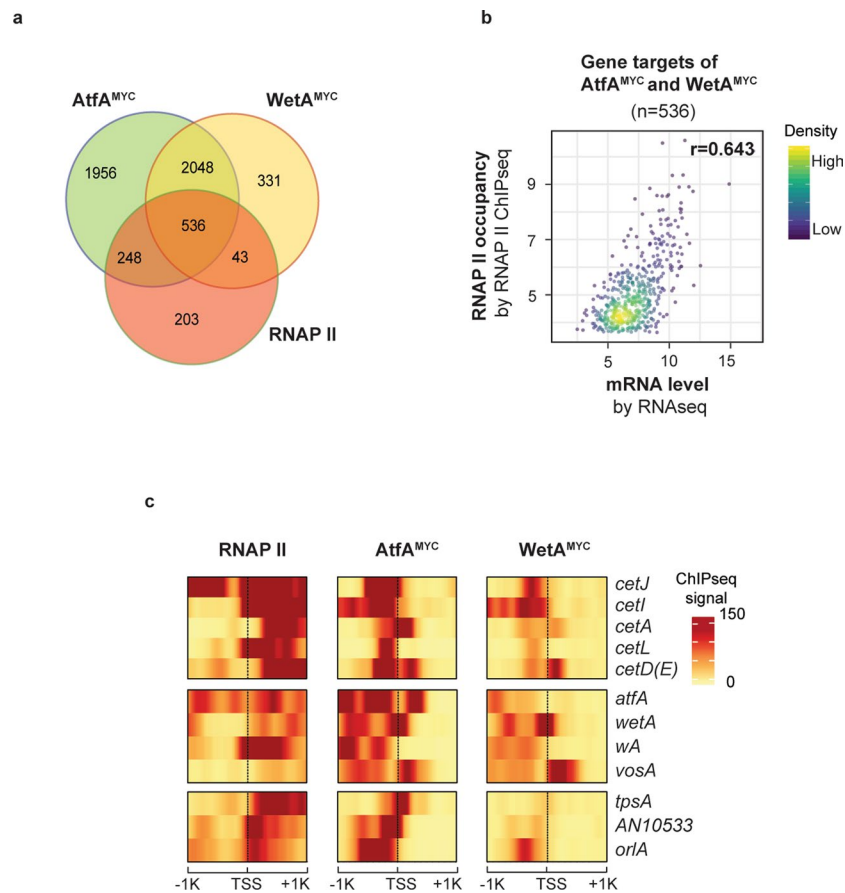 a
AtfA^MYC
WetA^MYC
1956
2048
331
536
248
43
203
RNAP II
b
Gene targets of
AtfA^MYC and WetA^MYC
(n=536)
r=0.643
Density
High
Low
RNAP II occupancy
by RNAP II ChIPseq
9
7
5
5
10
15
mRNA level
by RNAseq
c
RNAP II
AtfA^MYC
WetA^MYC
cetJ
cetI
cetA
cetL
cetD(E)
atfA
wetA
wA
vosA
tpsA
AN10533
orlA
ChIPseq
signal
150
0
-1K TSS +1K
-1K TSS +1K
-1K TSS +1K